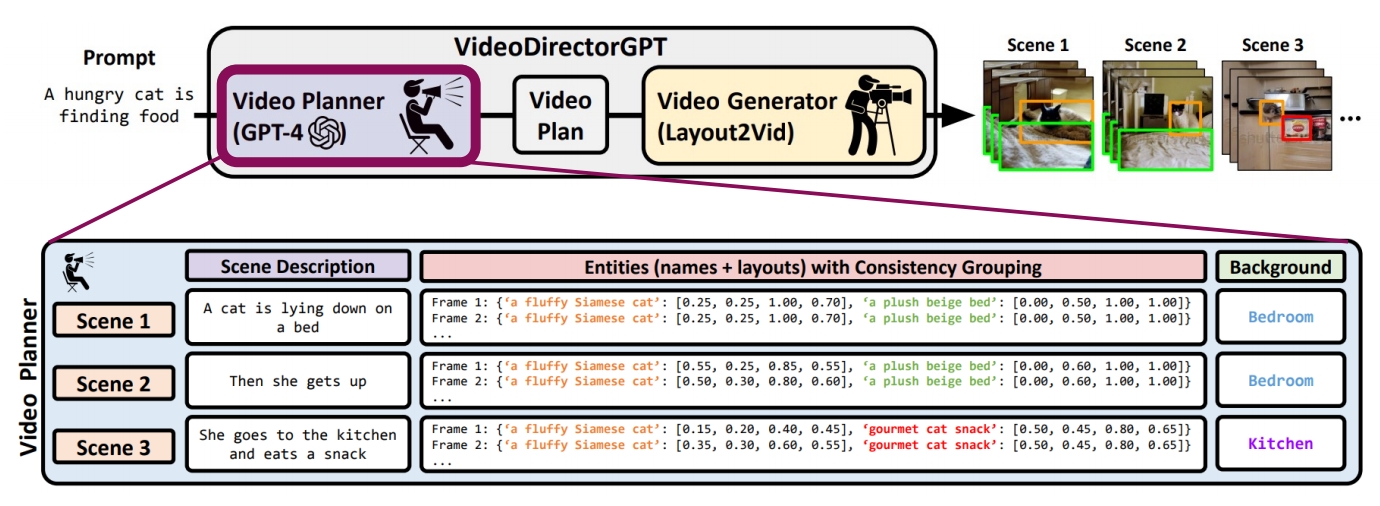 VideoDirectorGPT
Prompt
A hungry cat is
finding food
Video Planner
(GPT-4 )
Video
Plan
Video Generator
(Layout2Vid)
Scene 1
Scene 2
Scene 3
...
Video Planner
Scene Description
Entities (names + layouts) with Consistency Grouping
Background
Scene 1
A cat is lying down on
a bed
Frame 1: {‘a fluffy Siamese cat’: [0.25, 0.25, 1.00, 0.70], ‘a plush beige bed’: [0.00, 0.50, 1.00, 1.00]}
Frame 2: {‘a fluffy Siamese cat’: [0.25, 0.25, 1.00, 0.70], ‘a plush beige bed’: [0.00, 0.50, 1.00, 1.00]}
...
Bedroom
Scene 2
Then she gets up
Frame 1: {‘a fluffy Siamese cat’: [0.55, 0.25, 0.85, 0.55], ‘a plush beige bed’: [0.00, 0.60, 1.00, 1.00]}
Frame 2: {‘a fluffy Siamese cat’: [0.50, 0.30, 0.80, 0.60], ‘a plush beige bed’: [0.00, 0.60, 1.00, 1.00]}
...
Bedroom
Scene 3
She goes to the kitchen
and eats a snack
Frame 1: {‘a fluffy Siamese cat’: [0.15, 0.20, 0.40, 0.45], ‘gourmet cat snack’: [0.50, 0.45, 0.80, 0.65]}
Frame 2: {‘a fluffy Siamese cat’: [0.35, 0.30, 0.60, 0.55], ‘gourmet cat snack’: [0.50, 0.45, 0.80, 0.65]}
...
Kitchen